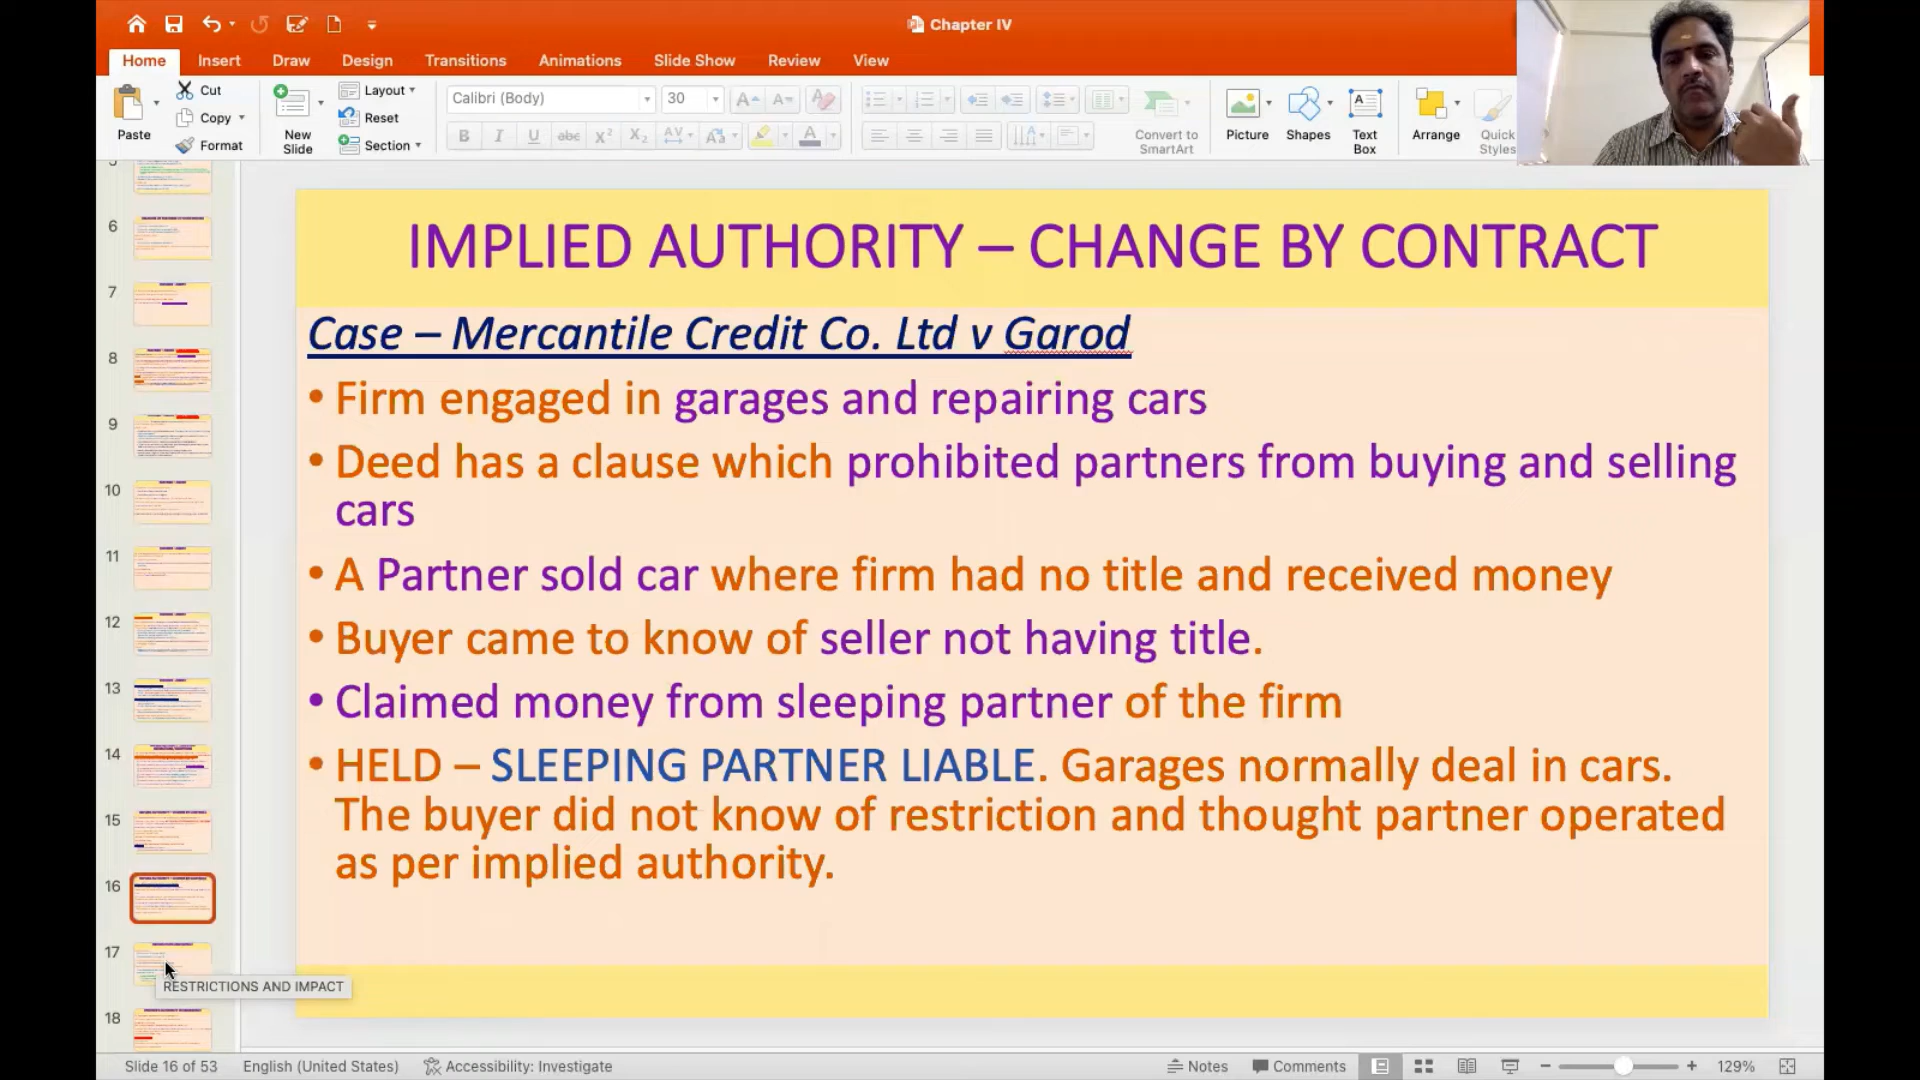 Chapter IV
Home Insert Draw Design Transitions Animations Slide Show Review View
Paste
Cut
Copy
Format
New Slide
Layout
Reset
Section
Calibri (Body) 30
B I U abc X² X₂ AV Aa A
Convert to SmartArt
Picture
Shapes
Text Box
Arrange
Quick Styles
IMPLIED AUTHORITY – CHANGE BY CONTRACT
Case – Mercantile Credit Co. Ltd v Garod
• Firm engaged in garages and repairing cars
• Deed has a clause which prohibited partners from buying and selling
cars
• A Partner sold car where firm had no title and received money
• Buyer came to know of seller not having title.
• Claimed money from sleeping partner of the firm
• HELD – SLEEPING PARTNER LIABLE. Garages normally deal in cars.
The buyer did not know of restriction and thought partner operated
as per implied authority.
6
7
8
9
10
11
12
13
14
15
16
17
RESTRICTIONS AND IMPACT
18
Slide 16 of 53 English (United States) Accessibility: Investigate Notes Comments 129%